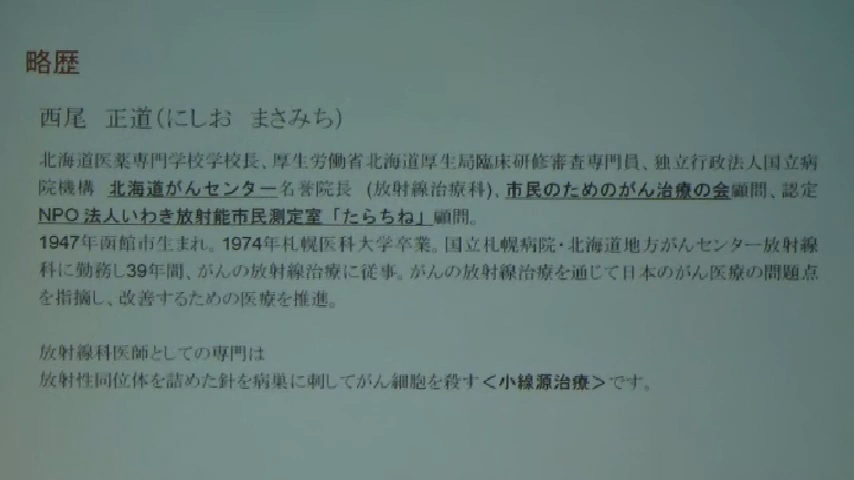 略歴
西尾　正道（にしお　まさみち）
北海道医薬専門学校学校長、厚生労働省北海道厚生局臨床研修審査専門員、独立行政法人国立病
院機構　北海道がんセンター名誉院長　(放射線治療科)、市民のためのがん治療の会顧問、認定
NPO法人いわき放射能市民測定室「たらちね」顧問。
1947年函館市生まれ。1974年札幌医科大学卒業。国立札幌病院・北海道地方がんセンター放射線
科に勤務し39年間、がんの放射線治療に従事。がんの放射線治療を通じて日本のがん医療の問題点
を指摘し、改善するための医療を推進。
放射線科医師としての専門は
放射性同位体を詰めた針を病巣に刺してがん細胞を殺す＜小線源治療＞です。